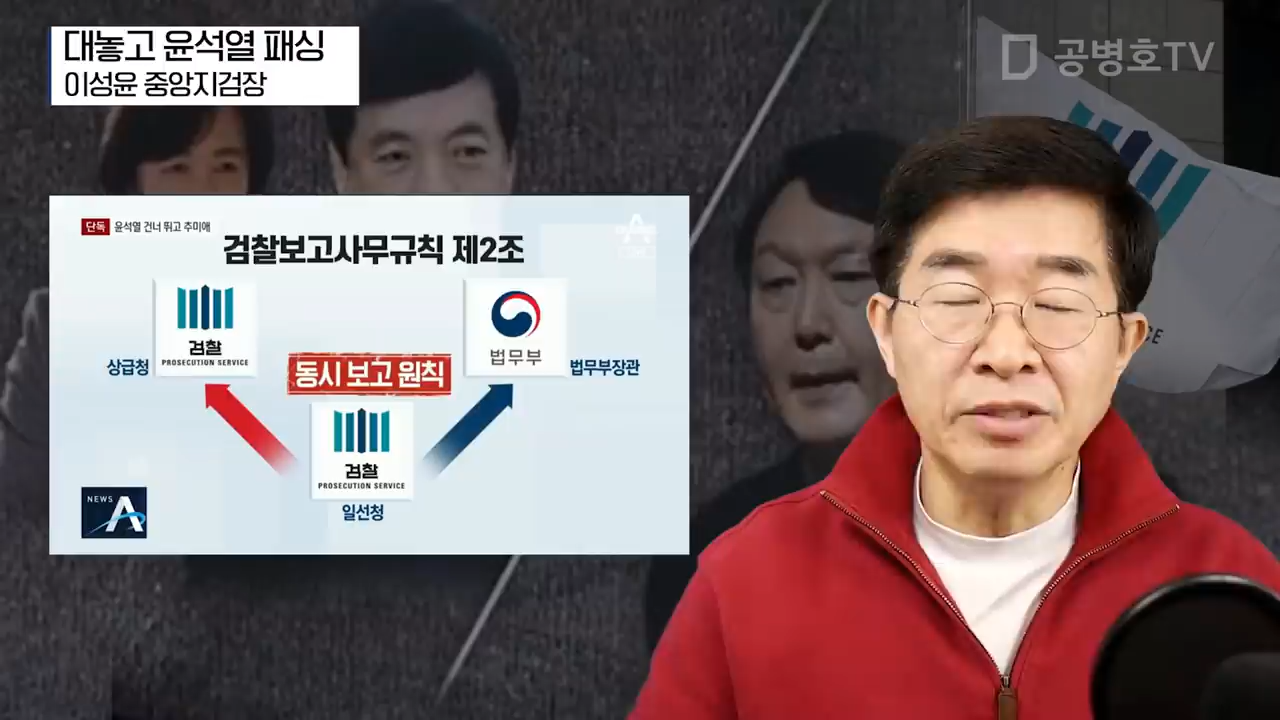 대놓고 윤석열 패싱
이성윤 중앙지검장
공병호TV
단독 윤석열 건너 뛰고 추미애
검찰보고사무규칙 제2조
검찰
PROSECUTION SERVICE
상급청
법무부
법무부장관
동시 보고 원칙
검찰
PROSECUTION SERVICE
일선청
NEWS A